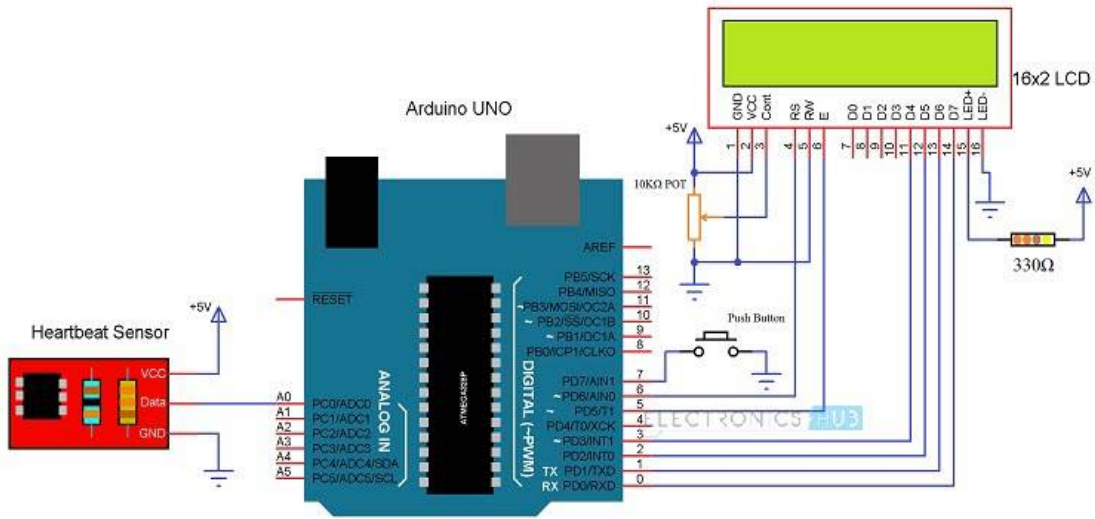 16x2 LCD
GND
VCC
Cont
RS
RW
E
D0
D1
D2
D3
D4
D5
D6
D7
LED+
LED-
1
2
3
4
5
6
7
8
9
10
11
12
13
14
15
16
+5V
10KΩ POT
+5V
330Ω
Arduino UNO
AREF
PB5/SCK 13
PB4/MISO 12
~PB3/MOSI/OC2A 11
~ PB2/SS/OC1B 10
~ PB1/OC1A 9
PB0/ICP1/CLKO 8
PD7/AIN1 7
~ PD6/AIN0 6
~ PD5/T1 5
PD4/T0/XCK 4
~ PD3/INT1 3
PD2/INT0 2
TX PD1/TXD 1
RX PD0/RXD 0
DIGITAL (~PWM)
ATMEGA328P
ANALOG IN
RESET
A0 PC0/ADC0
A1 PC1/ADC1
A2 PC2/ADC2
A3 PC3/ADC3
A4 PC4/ADC4/SDA
A5 PC5/ADC5/SCL
Push Button
ELECTRONICS HUB
Heartbeat Sensor
+5V
VCC
Data
GND